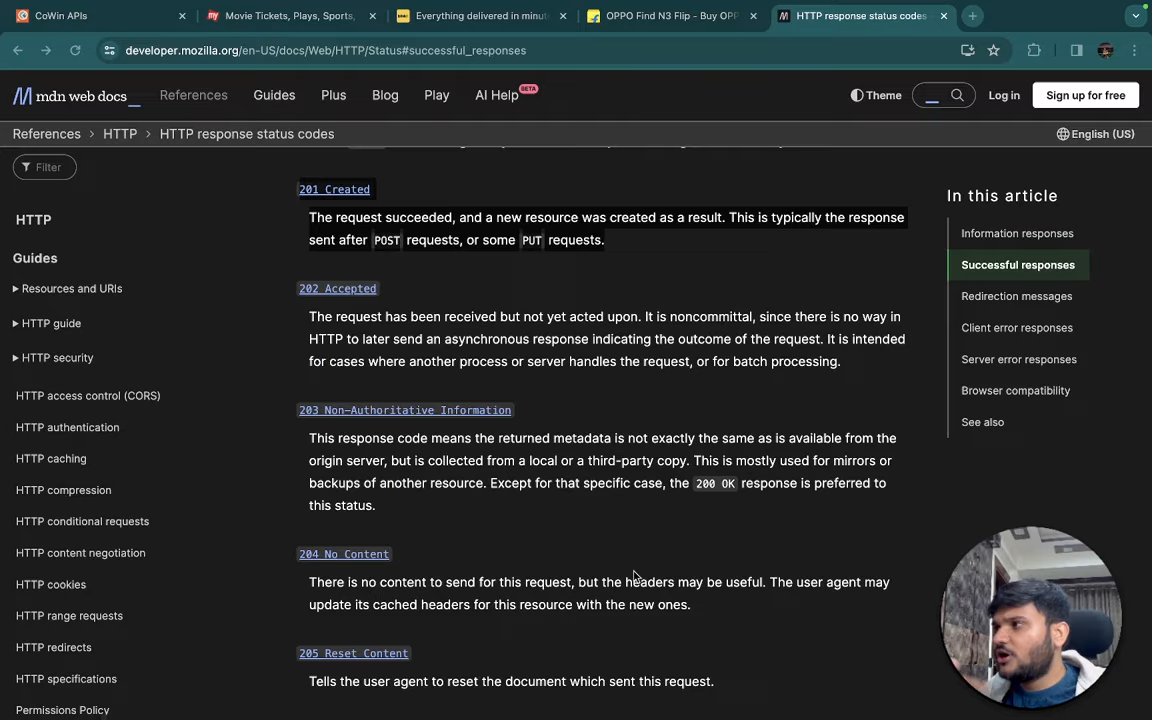 CoWin APIs
Movie Tickets, Plays, Sports,
Everything delivered in minut
OPPO Find N3 Flip - Buy OPP
HTTP response status codes
developer.mozilla.org/en-US/docs/Web/HTTP/Status#successful_responses
mdn web docs_
References
Guides
Plus
Blog
Play
AI Help BETA
Theme
Log in
Sign up for free
References > HTTP > HTTP response status codes
English (US)
Filter
HTTP
Guides
Resources and URIs
HTTP guide
HTTP security
HTTP access control (CORS)
HTTP authentication
HTTP caching
HTTP compression
HTTP conditional requests
HTTP content negotiation
HTTP cookies
HTTP range requests
HTTP redirects
HTTP specifications
Permissions Policy
201 Created
The request succeeded, and a new resource was created as a result. This is typically the response
sent after POST requests, or some PUT requests.
202 Accepted
The request has been received but not yet acted upon. It is noncommittal, since there is no way in
HTTP to later send an asynchronous response indicating the outcome of the request. It is intended
for cases where another process or server handles the request, or for batch processing.
203 Non-Authoritative Information
This response code means the returned metadata is not exactly the same as is available from the
origin server, but is collected from a local or a third-party copy. This is mostly used for mirrors or
backups of another resource. Except for that specific case, the 200 OK response is preferred to
this status.
204 No Content
There is no content to send for this request, but the headers may be useful. The user agent may
update its cached headers for this resource with the new ones.
205 Reset Content
Tells the user agent to reset the document which sent this request.
In this article
Information responses
Successful responses
Redirection messages
Client error responses
Server error responses
Browser compatibility
See also